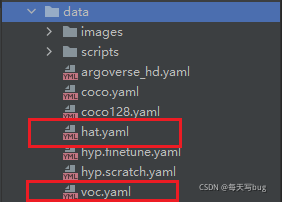 data
images
scripts
argoverse_hd.yaml
coco.yaml
coco128.yaml
hat.yaml
hyp.finetune.yaml
hyp.scratch.yaml
voc.yaml
CSDN @每天写bug